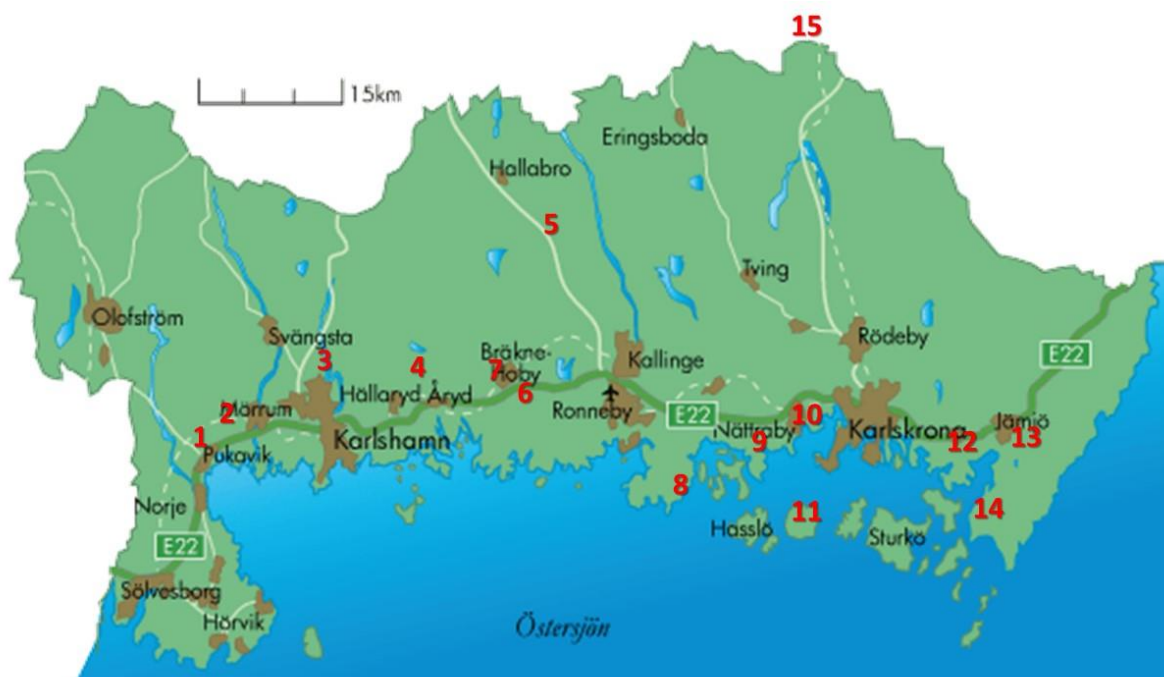 15
15km
Eringsboda
Hallabro
5
Tving
Olofström
Svängsta
3
4
7
Bräkne-
Hoby
6
Kallinge
Rödeby
E22
Hällaryd
Åryd
2
Mörrum
1
Pukavik
Karlshamn
Ronneby
E22
Nättraby
9
10
Karlskrona
12
Jämjö
13
8
Norje
Hasslö
11
Sturkö
14
E22
Sölvesborg
Hörvik
Östersjön